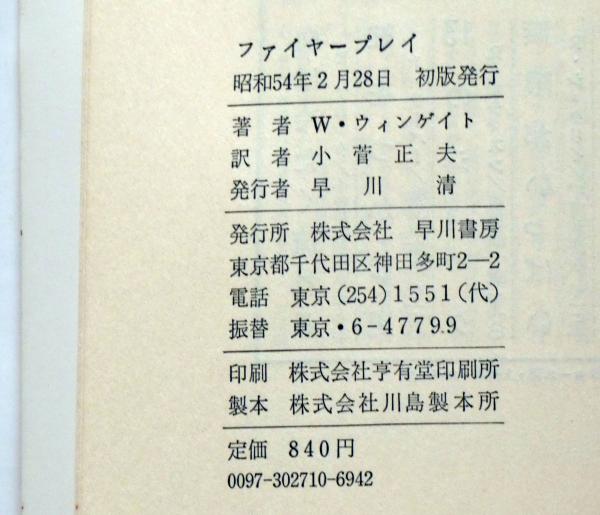 ファイヤープレイ
昭和54年2月28日　初版発行
著者　W・ウィンゲイト
訳者　小菅正夫
発行者　早川　清
発行所　株式会社　早川書房
東京都千代田区神田多町2―2
電話　東京(254)1551(代)
振替　東京・6-47799
印刷　株式会社亨有堂印刷所
製本　株式会社川島製本所
定価　840円
0097-302710-6942